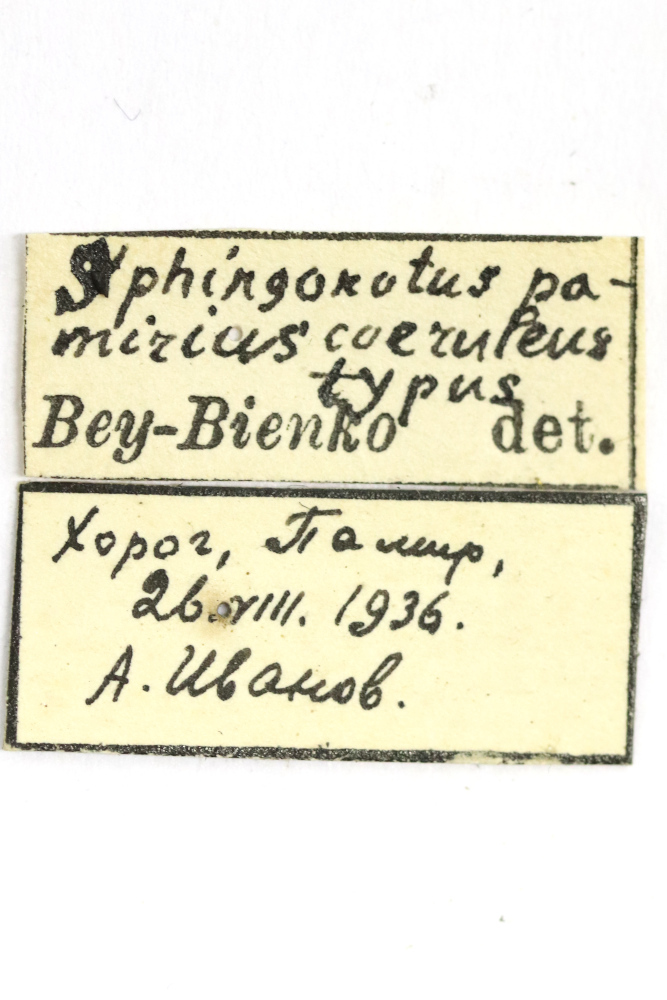 Sphingonotus pa-
mirius coeruleus
typus
Bey-Bienko det.
Хорог, Памир,
26.VIII. 1936.
А. Иванов.